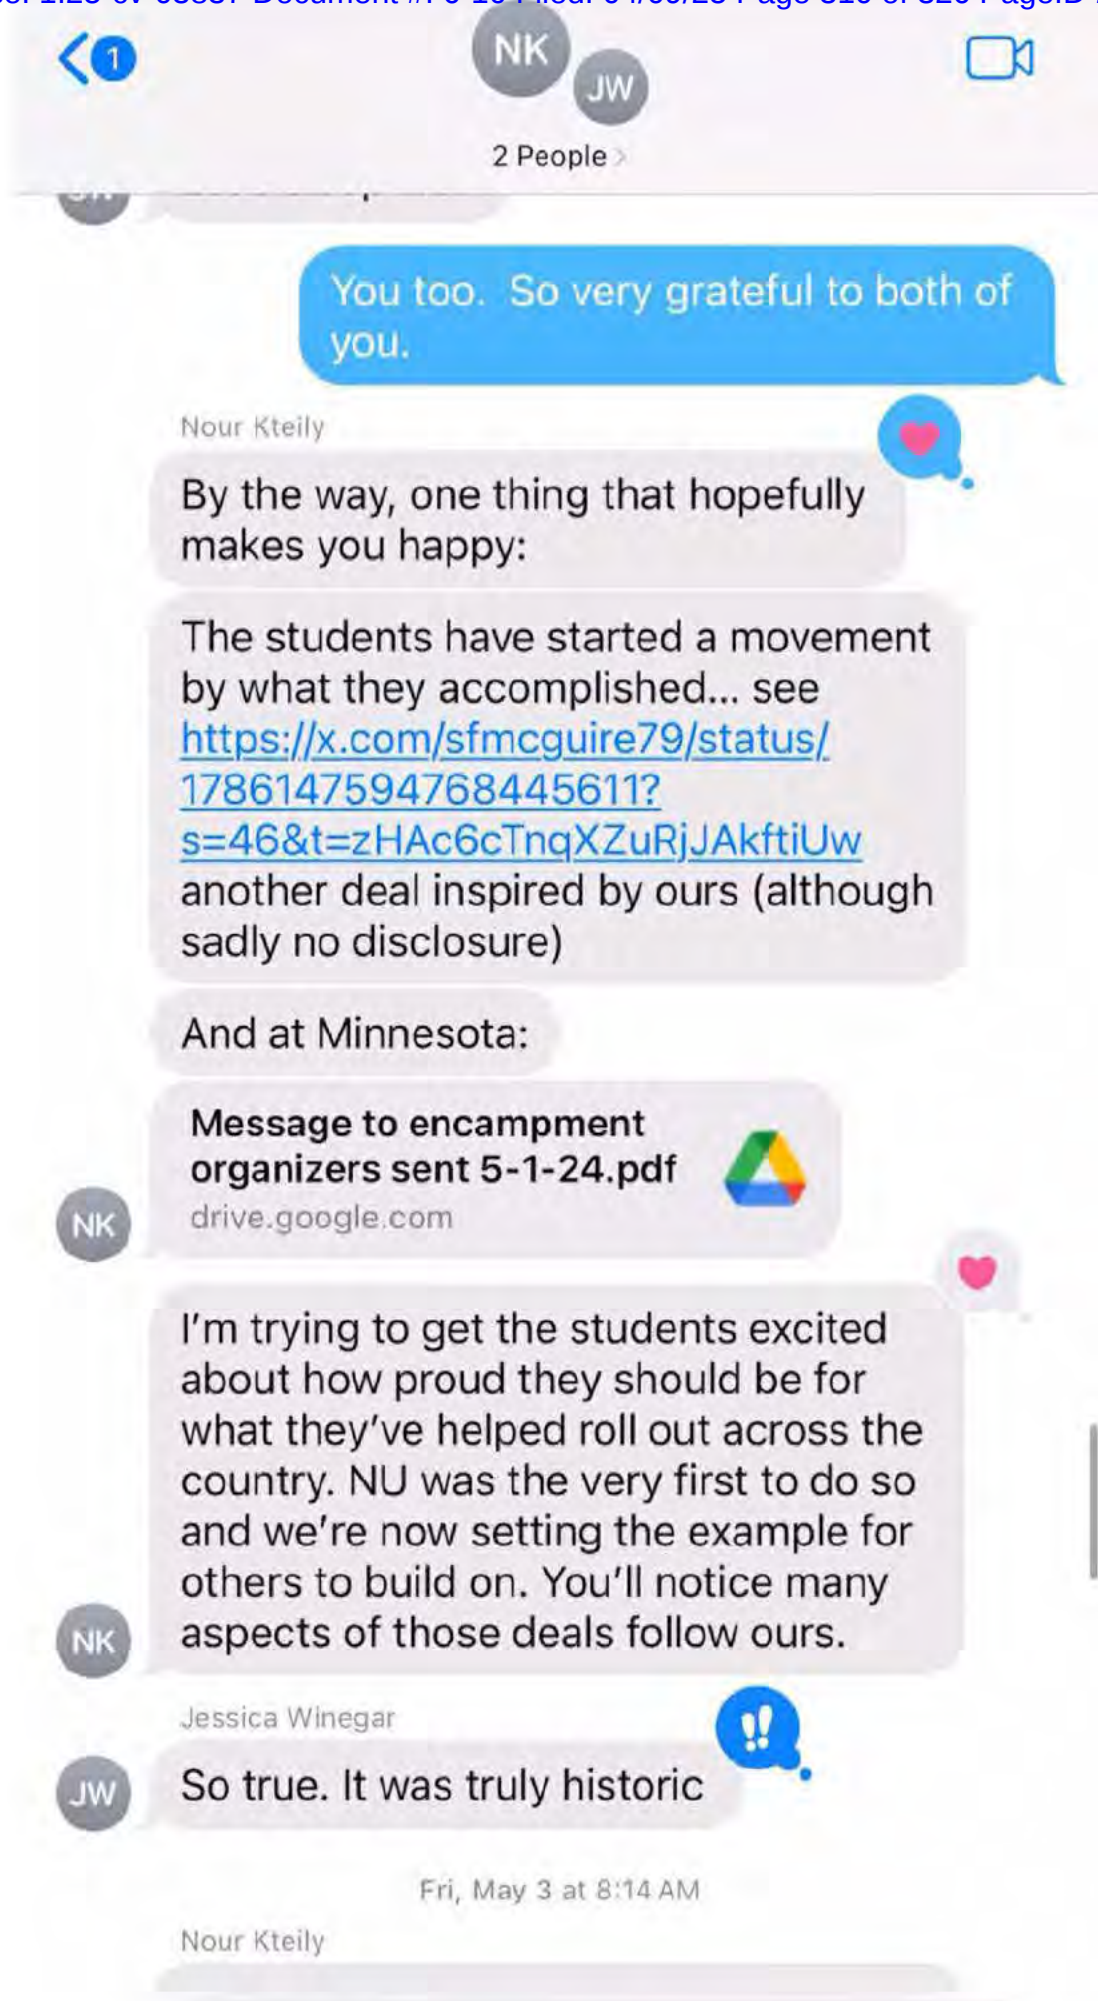 1
NK
JW
2 People >
You too.  So very grateful to both of
you.
Nour Kteily
By the way, one thing that hopefully
makes you happy:
The students have started a movement
by what they accomplished... see
https://x.com/sfmcguire79/status/
1786147594768445611?
s=46&t=zHAc6cTnqXZuRjJAkftiUw
another deal inspired by ours (although
sadly no disclosure)
And at Minnesota:
Message to encampment
organizers sent 5-1-24.pdf
drive.google.com
NK
I'm trying to get the students excited
about how proud they should be for
what they've helped roll out across the
country. NU was the very first to do so
and we're now setting the example for
others to build on. You'll notice many
aspects of those deals follow ours.
NK
Jessica Winegar
!!
So true. It was truly historic
JW
Fri, May 3 at 8:14 AM
Nour Kteily